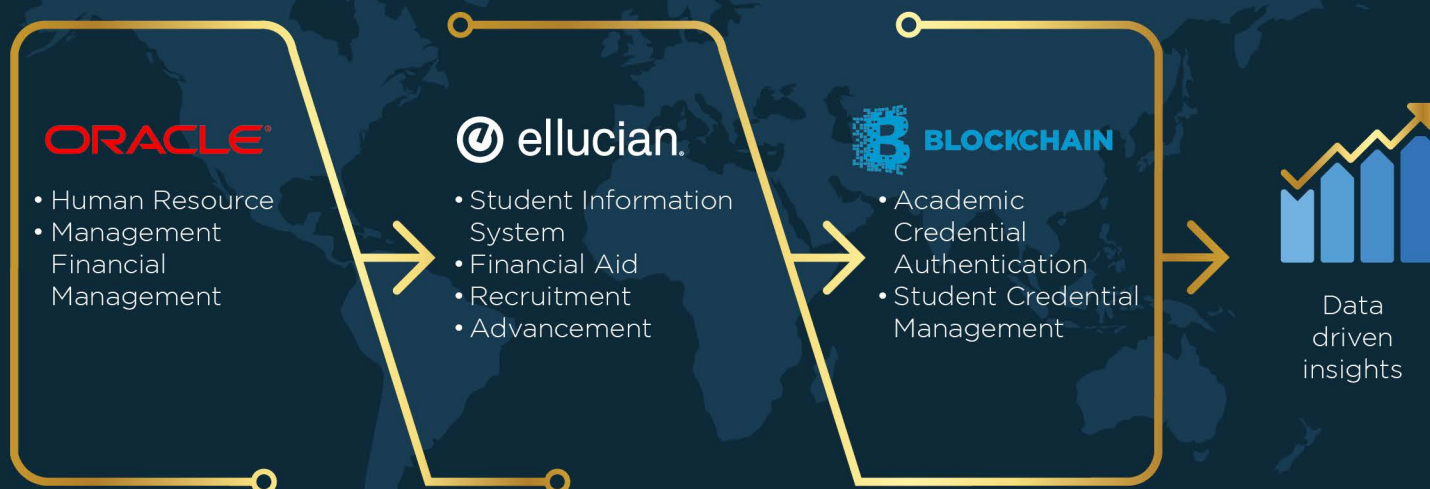 ORACLE®
• Human Resource
• Management
Financial
Management
ellucian.
• Student Information
System
• Financial Aid
• Recruitment
• Advancement
B BLOCKCHAIN
• Academic
Credential
Authentication
• Student Credential
Management
Data
driven
insights